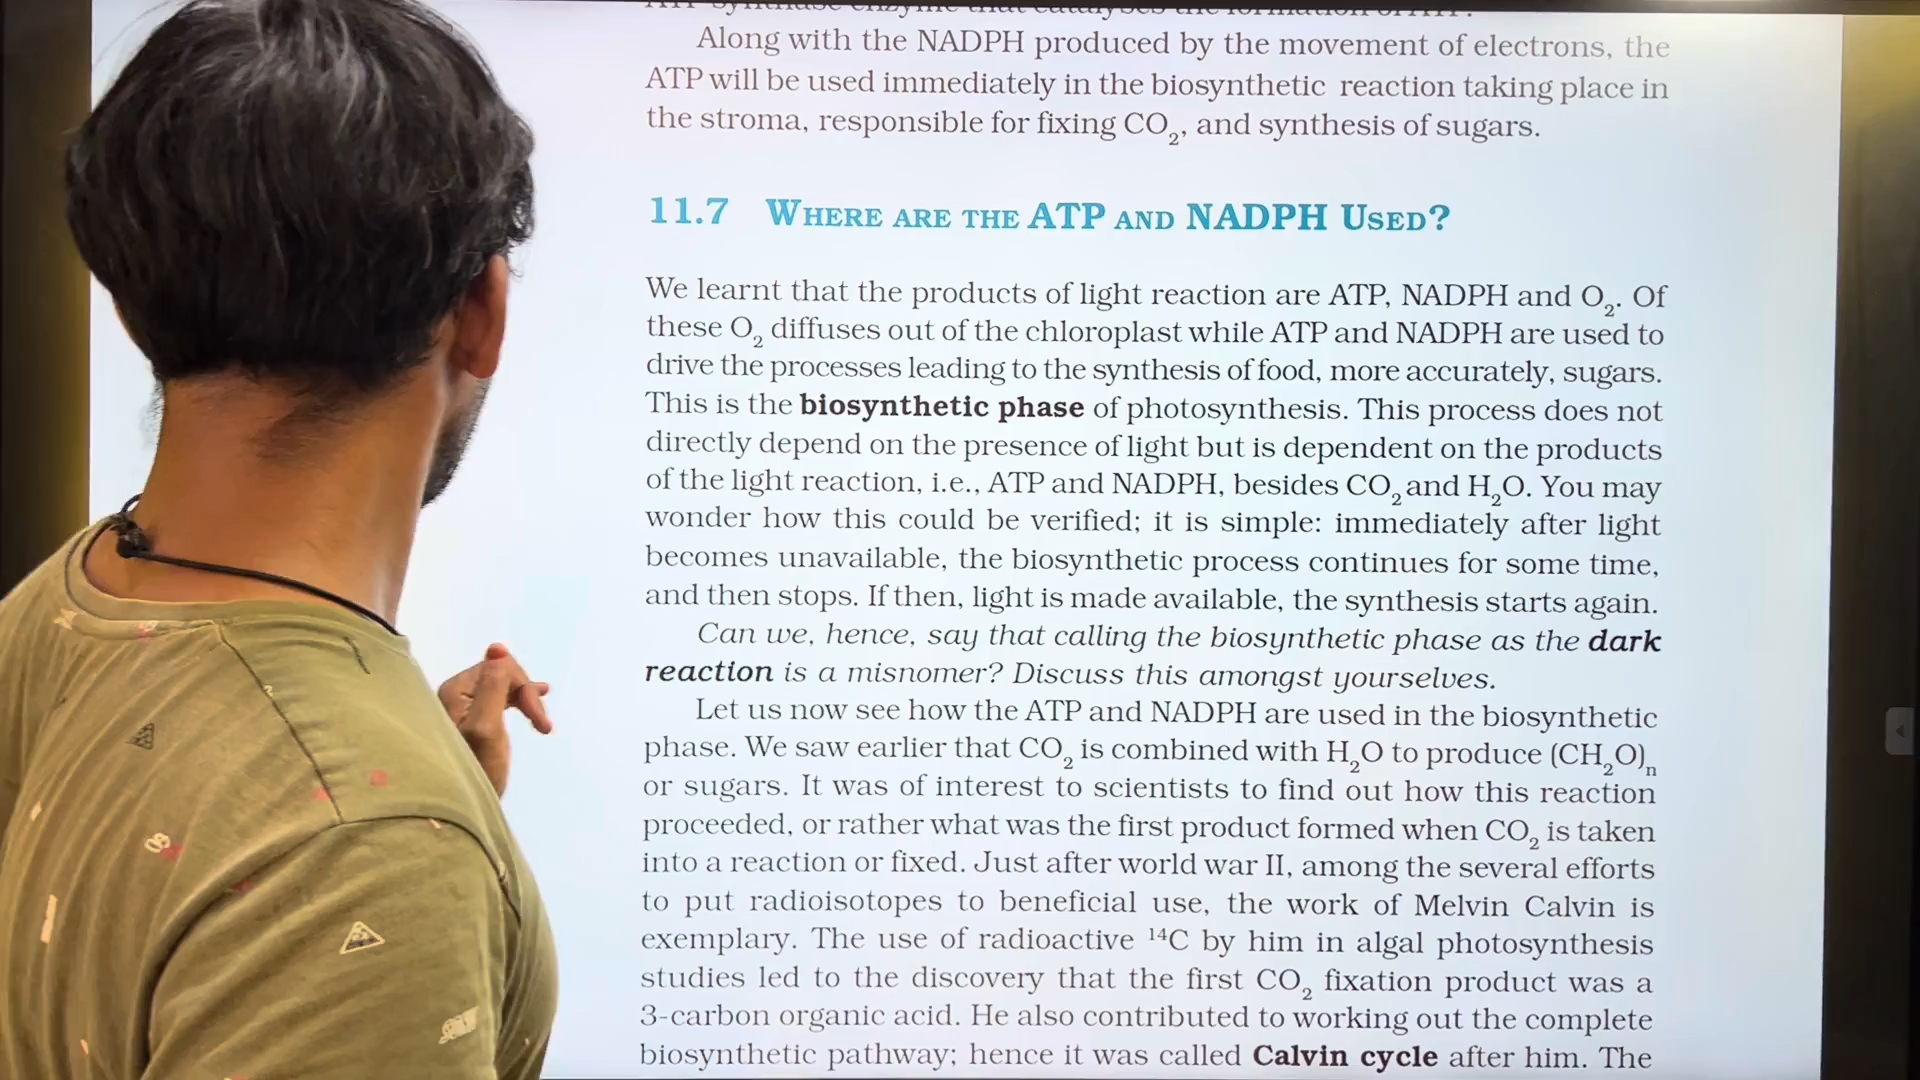 ATP synthase enzyme that catalyses the formation of ATP.
Along with the NADPH produced by the movement of electrons, the
ATP will be used immediately in the biosynthetic reaction taking place in
the stroma, responsible for fixing CO₂, and synthesis of sugars.
11.7 WHERE ARE THE ATP AND NADPH USED?
We learnt that the products of light reaction are ATP, NADPH and O₂. Of
these O₂ diffuses out of the chloroplast while ATP and NADPH are used to
drive the processes leading to the synthesis of food, more accurately, sugars.
This is the biosynthetic phase of photosynthesis. This process does not
directly depend on the presence of light but is dependent on the products
of the light reaction, i.e., ATP and NADPH, besides CO₂ and H₂O. You may
wonder how this could be verified; it is simple: immediately after light
becomes unavailable, the biosynthetic process continues for some time,
and then stops. If then, light is made available, the synthesis starts again.
Can we, hence, say that calling the biosynthetic phase as the dark
reaction is a misnomer? Discuss this amongst yourselves.
Let us now see how the ATP and NADPH are used in the biosynthetic
phase. We saw earlier that CO₂ is combined with H₂O to produce (CH₂O)ₙ
or sugars. It was of interest to scientists to find out how this reaction
proceeded, or rather what was the first product formed when CO₂ is taken
into a reaction or fixed. Just after world war II, among the several efforts
to put radioisotopes to beneficial use, the work of Melvin Calvin is
exemplary. The use of radioactive ¹⁴C by him in algal photosynthesis
studies led to the discovery that the first CO₂ fixation product was a
3-carbon organic acid. He also contributed to working out the complete
biosynthetic pathway; hence it was called Calvin cycle after him. The